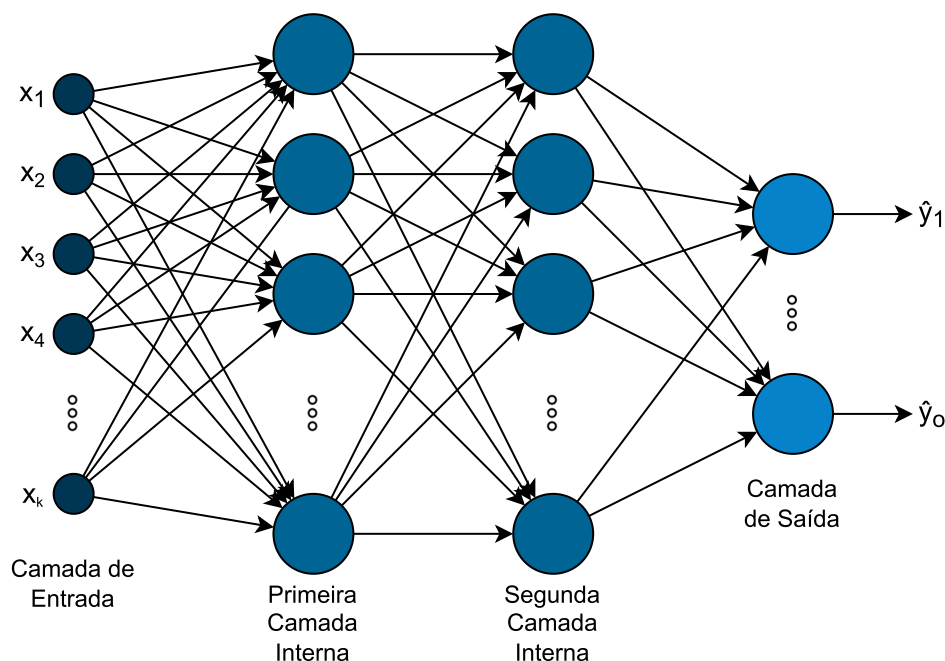 x1
x2
x3
x4
xk
ŷ1
ŷo
Camada de
Entrada
Primeira
Camada
Interna
Segunda
Camada
Interna
Camada
de Saída